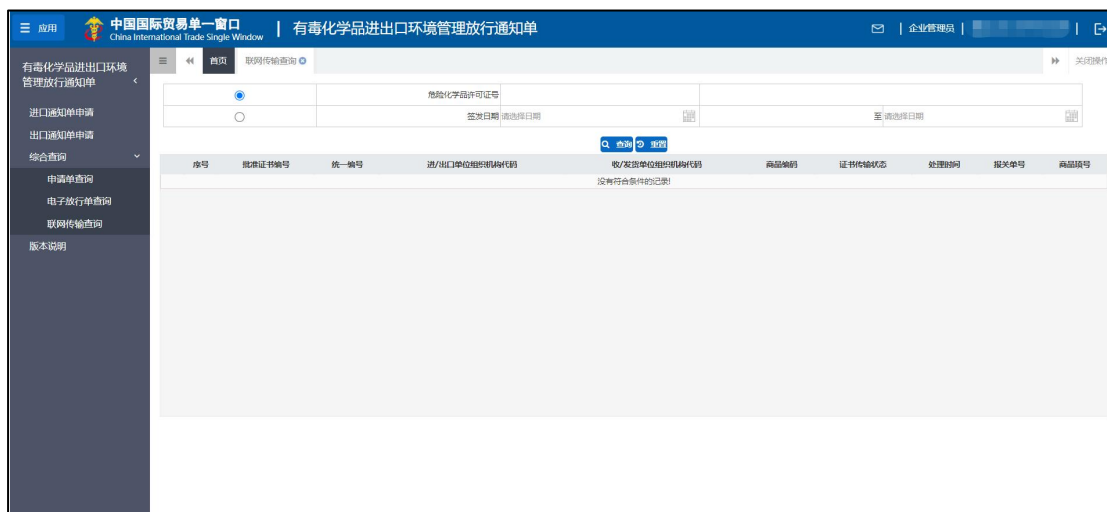 应用
中国国际贸易单一窗口
China International Trade Single Window
有毒化学品进出口环境管理放行通知单
企业管理员
有毒化学品进出口环境
管理放行通知单
首页
联网传输查询
关闭操作
进口通知单申请
出口通知单申请
综合查询
申请单查询
电子放行单查询
联网传输查询
版本说明
危险化学品许可证号
签发日期 请选择日期 至 请选择日期
查询 重置
序号 批准证书编号 统一编号 进/出口单位组织机构代码 收/发货单位组织机构代码 商品编码 证书传输状态 处理时间 报关单号 商品项号
没有符合条件的记录!